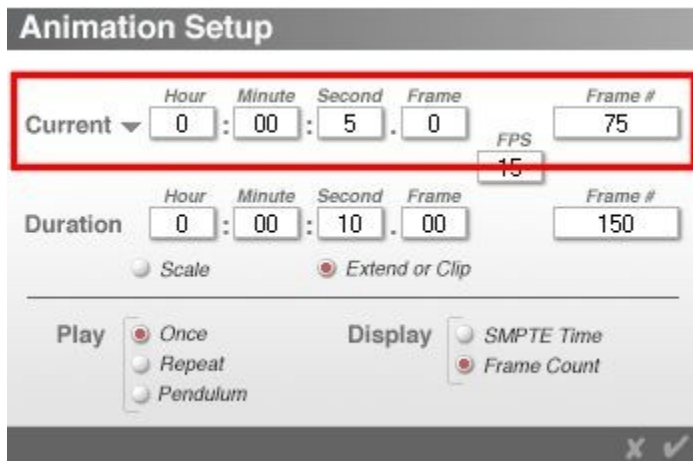 Animation Setup
Hour Minute Second Frame Frame #
Current 0 : 00 : 5 . 0 75
FPS
15
Hour Minute Second Frame Frame #
Duration 0 : 00 : 10 . 00 150
Scale Extend or Clip
Play Once Display SMPTE Time
Repeat Frame Count
Pendulum